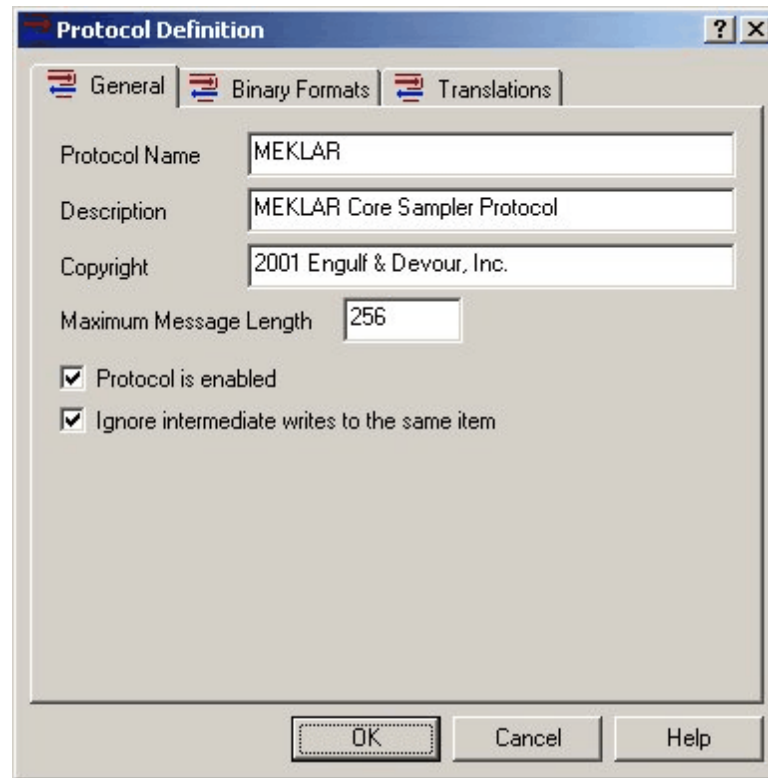 Protocol Definition
General Binary Formats Translations
Protocol Name MEKLAR
Description MEKLAR Core Sampler Protocol
Copyright 2001 Engulf & Devour, Inc.
Maximum Message Length 256
Protocol is enabled
Ignore intermediate writes to the same item
OK Cancel Help